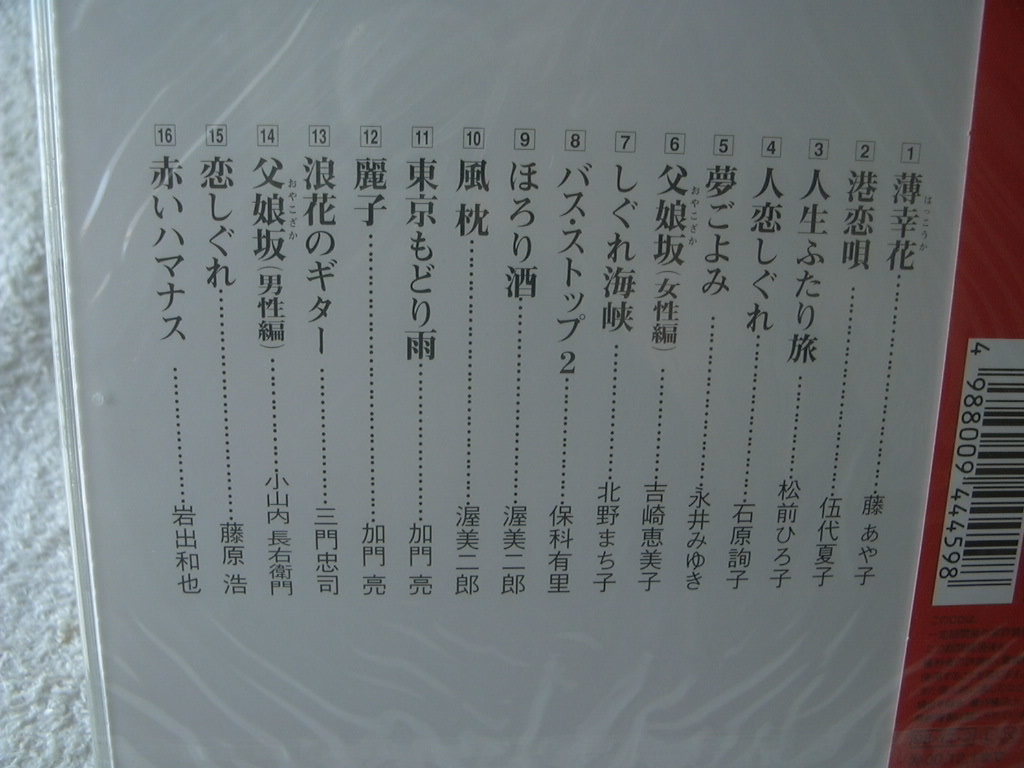 1 薄幸花 はっこうか ……… 藤 あや子
2 港恋唄 ……… 伍代夏子
3 人生ふたり旅 ……… 松前ひろ子
4 人恋しぐれ ……… 石原詢子
5 夢ごよみ ……… 永井みゆき
6 父娘坂(女性編) おやこざか ……… 吉崎恵美子
7 しぐれ海峡 ……… 北野まち子
8 バス・ストップ2 ……… 保科有里
9 ほろり酒 ……… 渥美二郎
10 風枕 ……… 渥美二郎
11 東京もどり雨 ……… 加門 亮
12 麗子 ……… 加門 亮
13 浪花のギター ……… 三門忠司
14 父娘坂(男性編) おやこざか ……… 小山内 長右衛門
15 恋しぐれ ……… 藤原 浩
16 赤いハマナス ……… 岩出和也
4 988009 444598